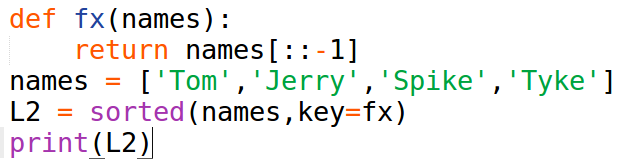 def fx(names):
    return names[::-1]
names = ['Tom','Jerry','Spike','Tyke']
L2 = sorted(names,key=fx)
print(L2)